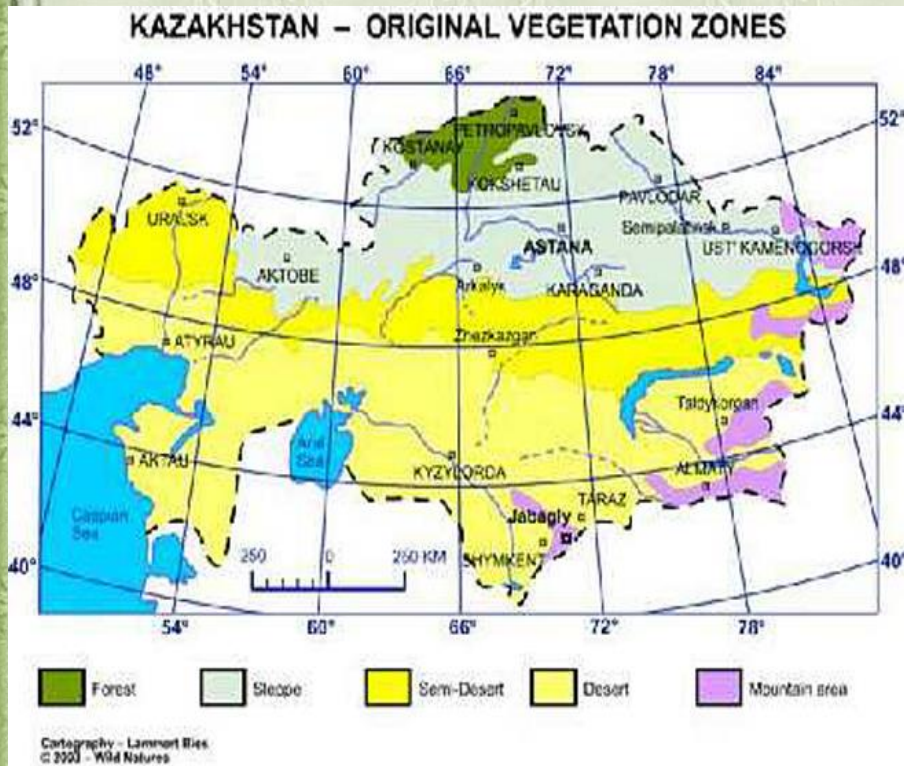 KAZAKHSTAN – ORIGINAL VEGETATION ZONES
48° 54° 60° 66° 72° 78° 84°
52° 52°
PETROPAVLOVSK
KOSTANAY
KOKSHETAU
PAVLODAR
URALSK
ASTANA
Semipalatinsk
UST' KAMENOGORSK
AKTOBE
48° 48°
Arkalyk
KARAGANDA
Zhezkazgan
ATYRAU
Taldykorgan
44° 44°
Aral
Sea
AKTAU
KYZYLORDA
ALMATY
TARAZ
Caspian
Sea
Jabagly
SHYMKENT
250 0 250 KM
40° 40°
54° 60° 66° 72° 78°
Forest Steppe Semi-Desert Desert Mountain area
Cartography – Lammert Bies
© 2003 – Wild Natures